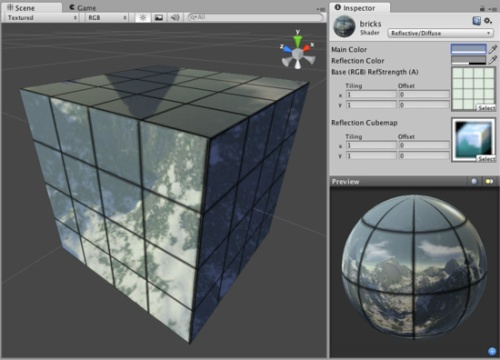 Scene
Game
Textured
RGB
All
y
x
z
Inspector
bricks
Shader
Reflective/Diffuse
Main Color
Reflection Color
Base (RGB) RefStrength (A)
Tiling Offset
x 1 0
y 1 0
Select
Reflection Cubemap
Tiling Offset
x 1 0
y 1 0
Select
Preview